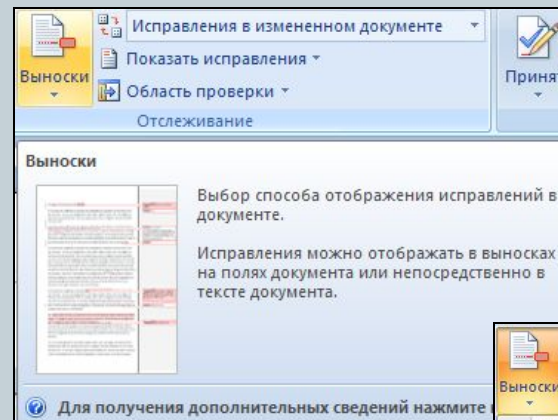 Исправления в измененном документе
Показать исправления
Выноски
Область проверки
Отслеживание
Выноски
Выбор способа отображения исправлений в
документе.
Исправления можно отображать в выносках
на полях документа или непосредственно в
тексте документа.
Выноски
Для получения дополнительных сведений нажмите